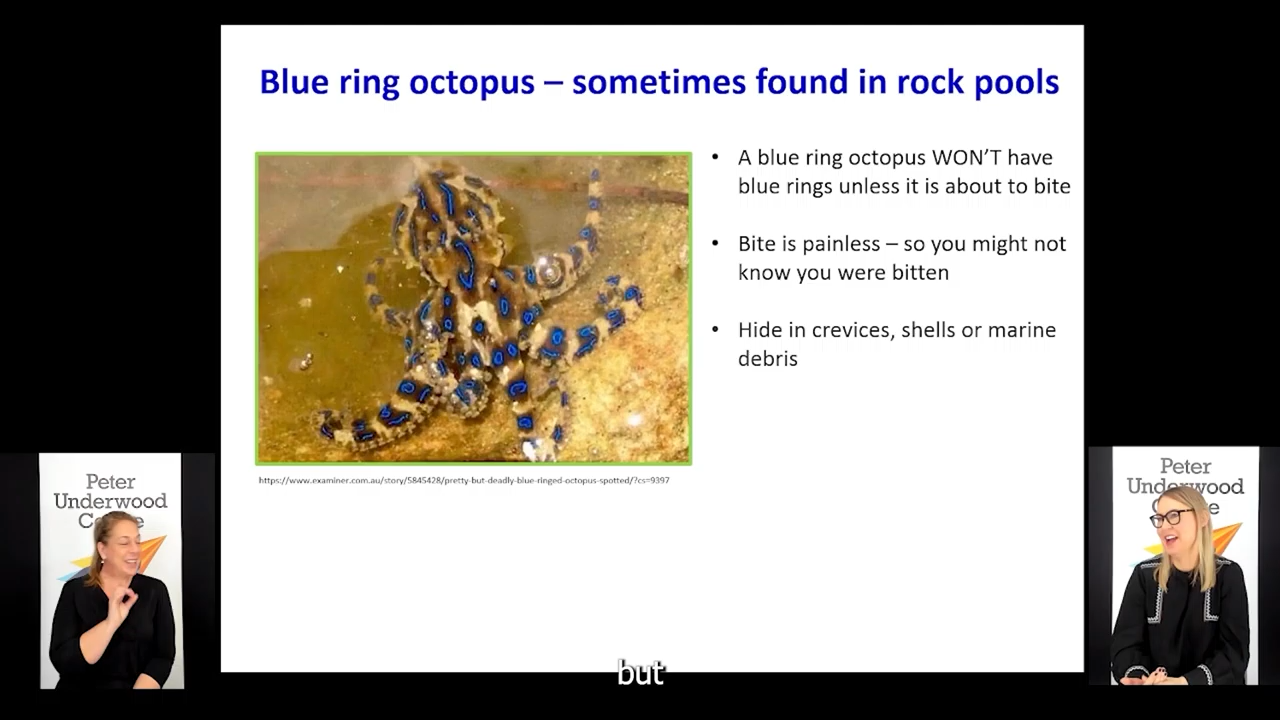 Blue ring octopus – sometimes found in rock pools
• A blue ring octopus WON’T have
blue rings unless it is about to bite
• Bite is painless – so you might not
know you were bitten
• Hide in crevices, shells or marine
debris
https://www.examiner.com.au/story/5845428/pretty-but-deadly-blue-ringed-octopus-spotted/?cs=9397
Peter
Underwood
Peter
Underwood
but